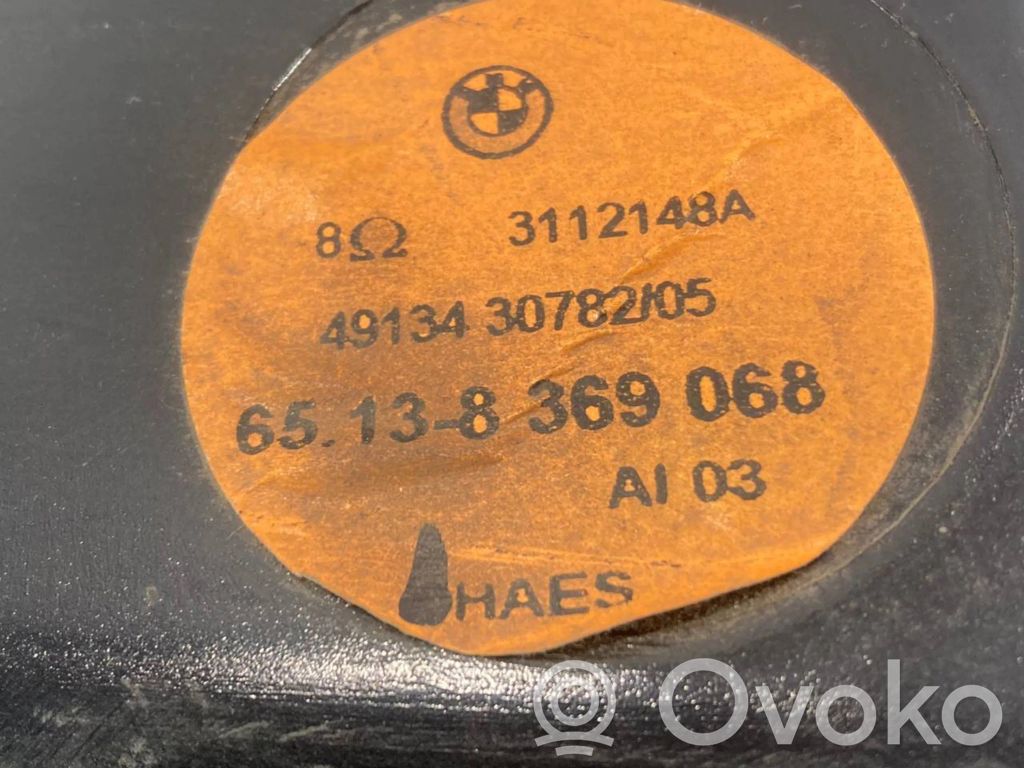 8Ω 3112148A
49134 30782/05
65.13-8 369 068
AI 03
HAES
Ovoko